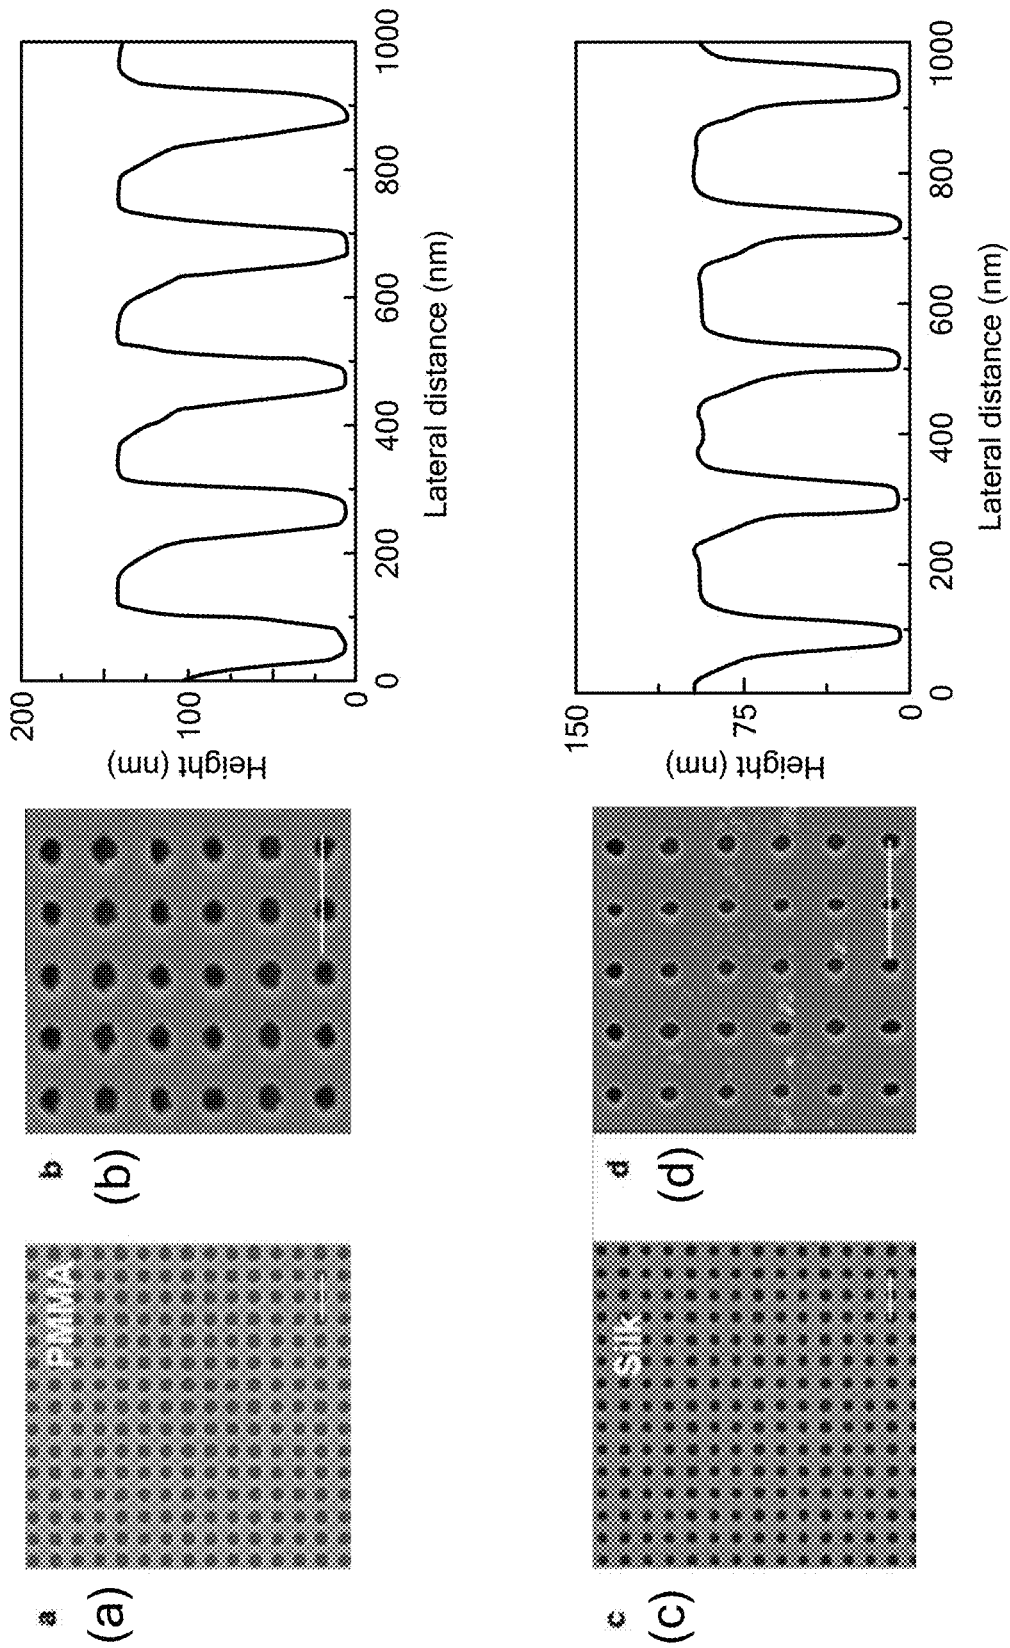 a
(a)
PMMA
b
(b)
Height (nm)
200
100
0
0
200
400
600
800
1000
Lateral distance (nm)
c
(c)
Silk
d
(d)
Height (nm)
150
75
0
0
200
400
600
800
1000
Lateral distance (nm)